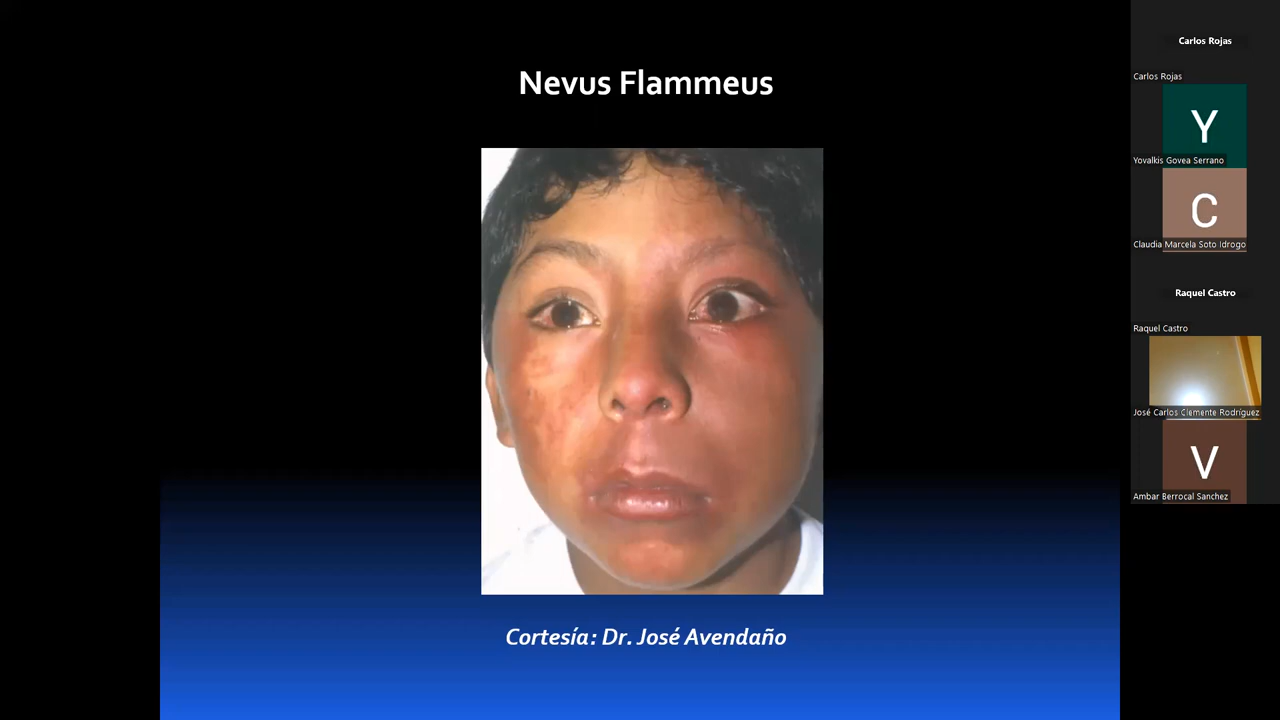 Nevus Flammeus
Cortesía: Dr. José Avendaño
Carlos Rojas
Carlos Rojas
Y
Yovalkis Govea Serrano
C
Claudia Marcela Soto Idrogo
Raquel Castro
Raquel Castro
José Carlos Clemente Rodríguez
V
Ambar Berrocal Sanchez